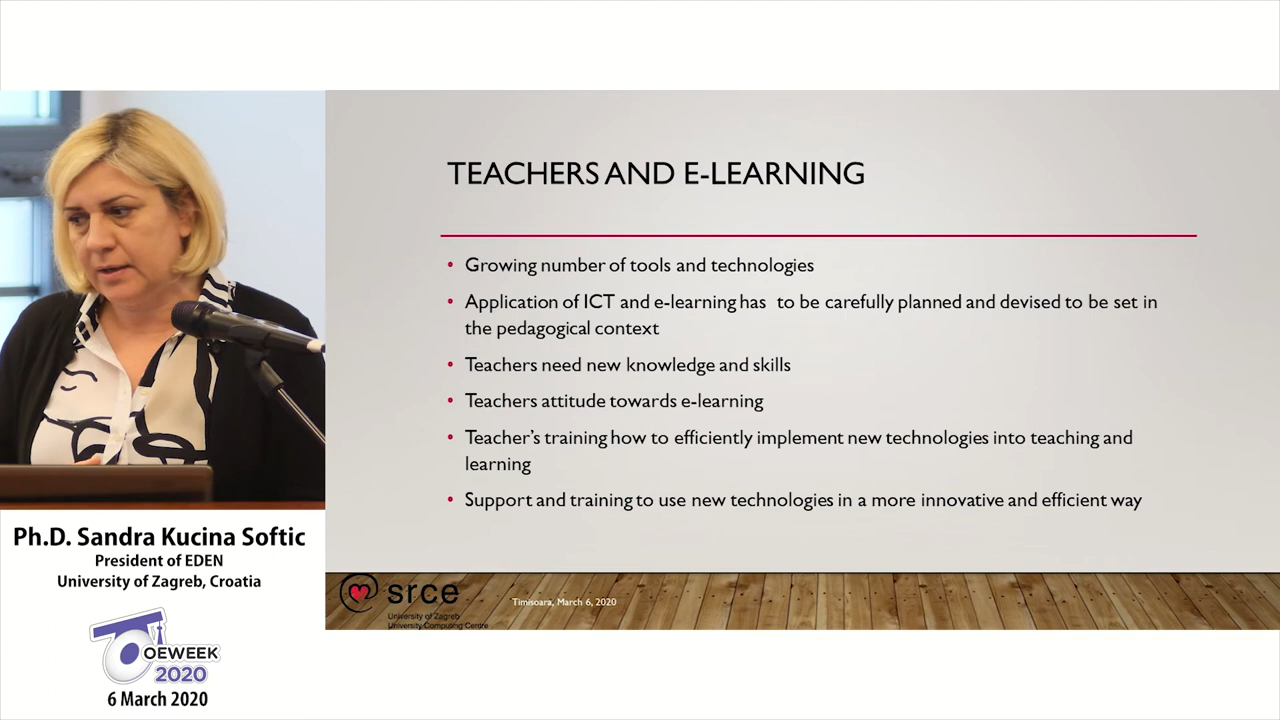 TEACHERS AND E-LEARNING
• Growing number of tools and technologies
• Application of ICT and e-learning has to be carefully planned and devised to be set in
the pedagogical context
• Teachers need new knowledge and skills
• Teachers attitude towards e-learning
• Teacher's training how to efficiently implement new technologies into teaching and
learning
• Support and training to use new technologies in a more innovative and efficient way
srce
University of Zagreb
University Computing Centre
Timisoara, March 6, 2020
Ph.D. Sandra Kucina Softic
President of EDEN
University of Zagreb, Croatia
OEWEEK
2020
6 March 2020